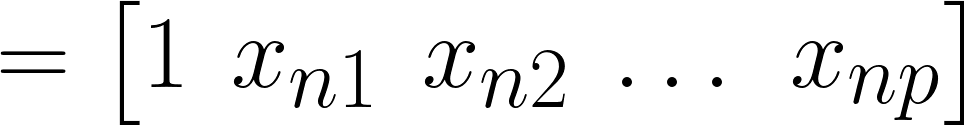 = [1 x_{n1} x_{n2} … x_{np}]